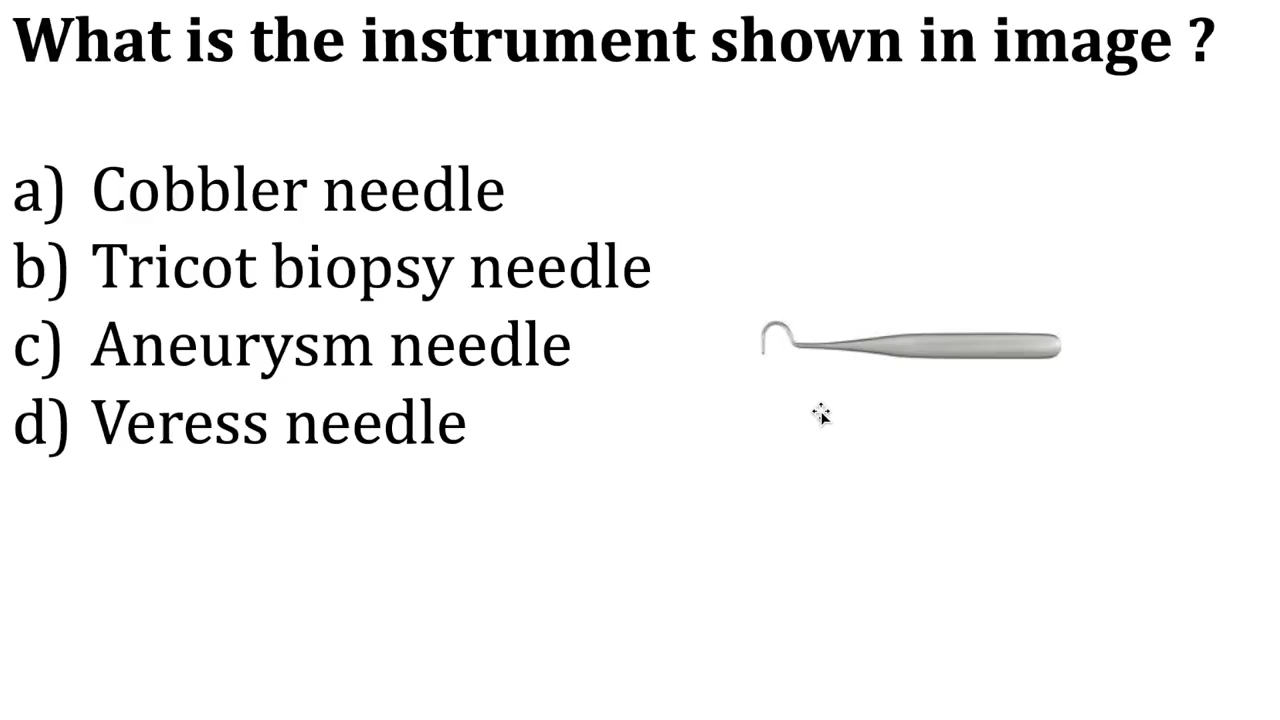 What is the instrument shown in image ?
a) Cobbler needle
b) Tricot biopsy needle
c) Aneurysm needle
d) Veress needle